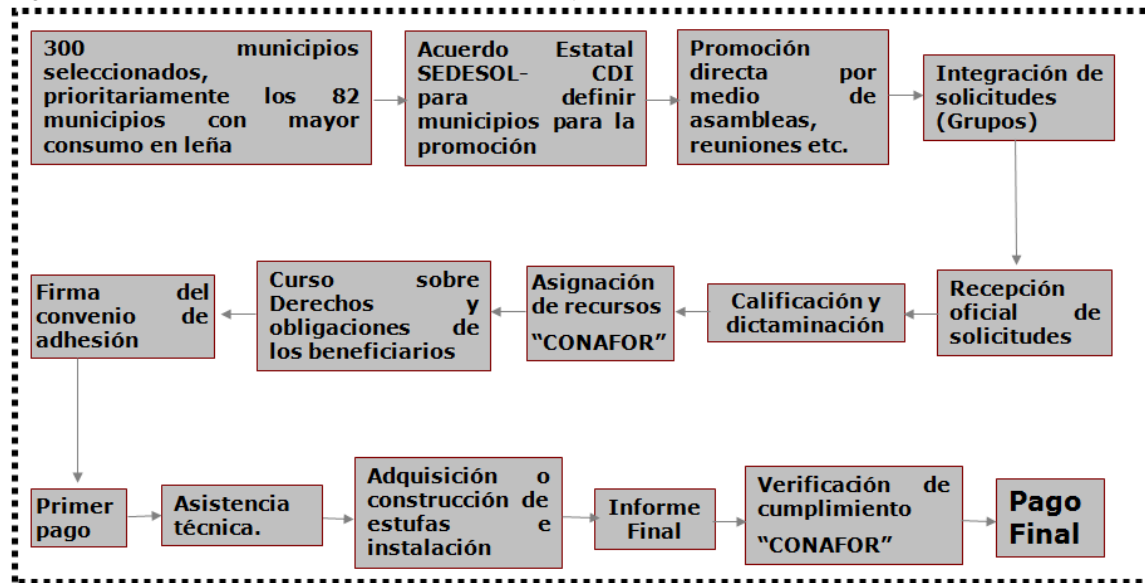 300 municipios
seleccionados,
prioritariamente los 82
municipios con mayor
consumo en leña
Acuerdo Estatal
SEDESOL- CDI
para definir
municipios para la
promoción
Promoción
directa por
medio de
asambleas,
reuniones etc.
Integración de
solicitudes
(Grupos)
Recepción
oficial de
solicitudes
Calificación y
dictaminación
Asignación
de recursos
“CONAFOR”
Curso sobre
Derechos y
obligaciones de
los beneficiarios
Firma del
convenio de
adhesión
Primer
pago
Asistencia
técnica.
Adquisición o
construcción de
estufas e
instalación
Informe
Final
Verificación de
cumplimiento
“CONAFOR”
Pago
Final